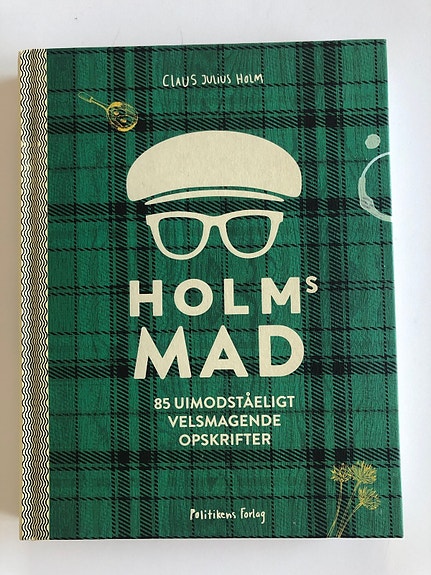 CLAUS JULIUS HOLM
HOLMS
MAD
85 UIMODSTÅELIGT
VELSMAGENDE
OPSKRIFTER
Politikens Forlag